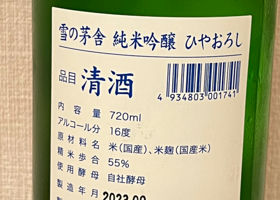 雪の茅舎 純米吟醸 ひやおろし
品目 清酒
4 934803 001741
内容量 720ml
アルコール分 16度
原材料名 米(国産)、米麹(国産米)
精米歩合 55%
使用酵母 自社酵母
製造年月 2023.09